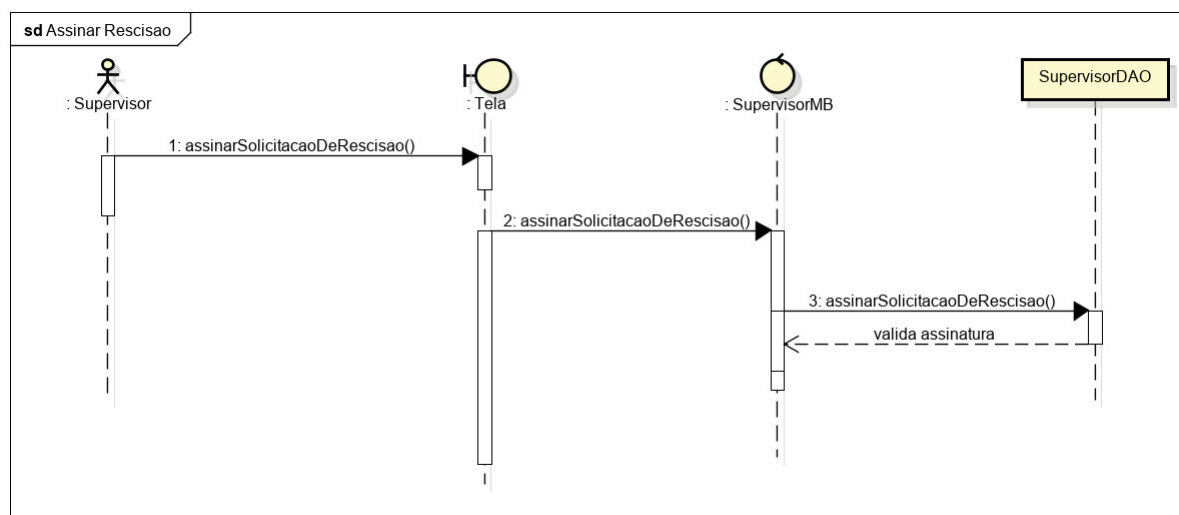 sd Assinar Rescisao
: Supervisor
: Tela
: SupervisorMB
SupervisorDAO
1: assinarSolicitacaoDeRescisao()
2: assinarSolicitacaoDeRescisao()
3: assinarSolicitacaoDeRescisao()
valida assinatura